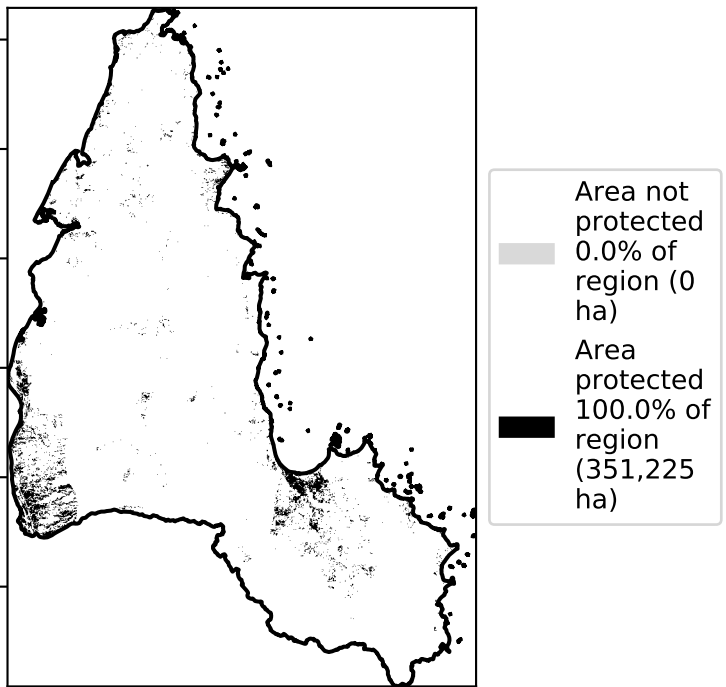 Area not
protected
0.0% of
region (0
ha)
Area
protected
100.0% of
region
(351,225
ha)